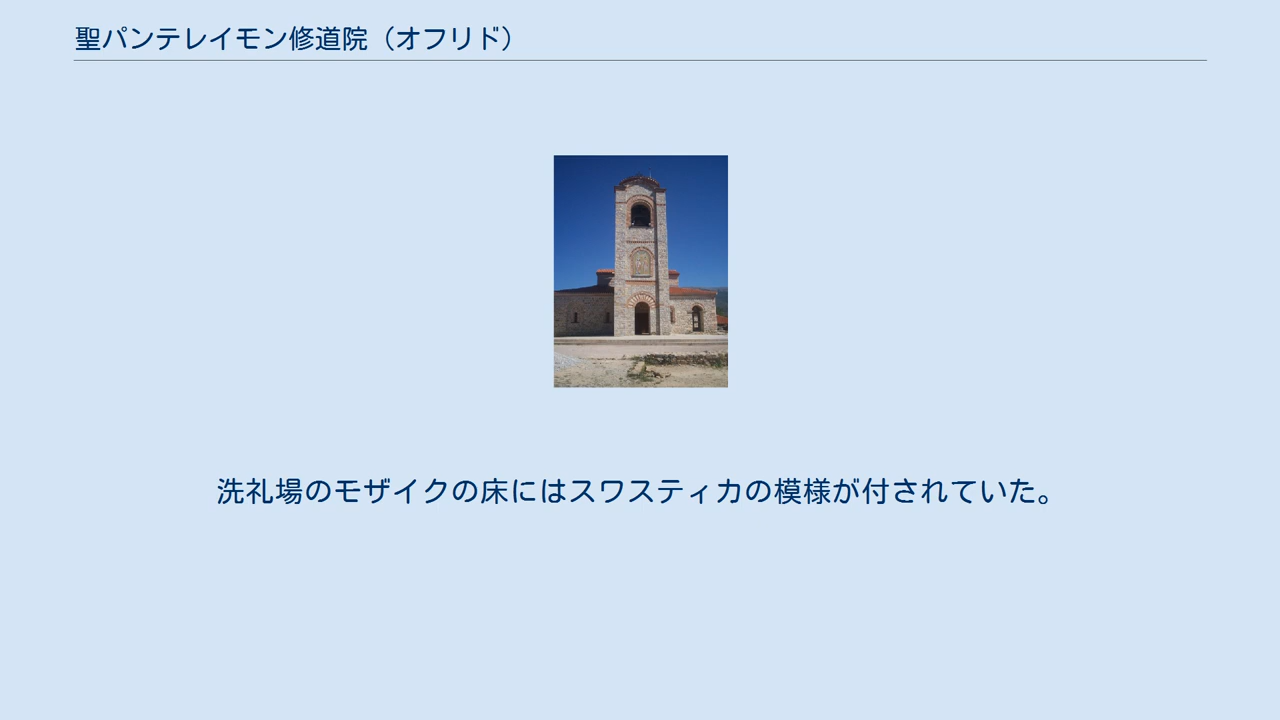 聖パンテレイモン修道院（オフリド）
洗礼場のモザイクの床にはスワスティカの模様が付されていた。